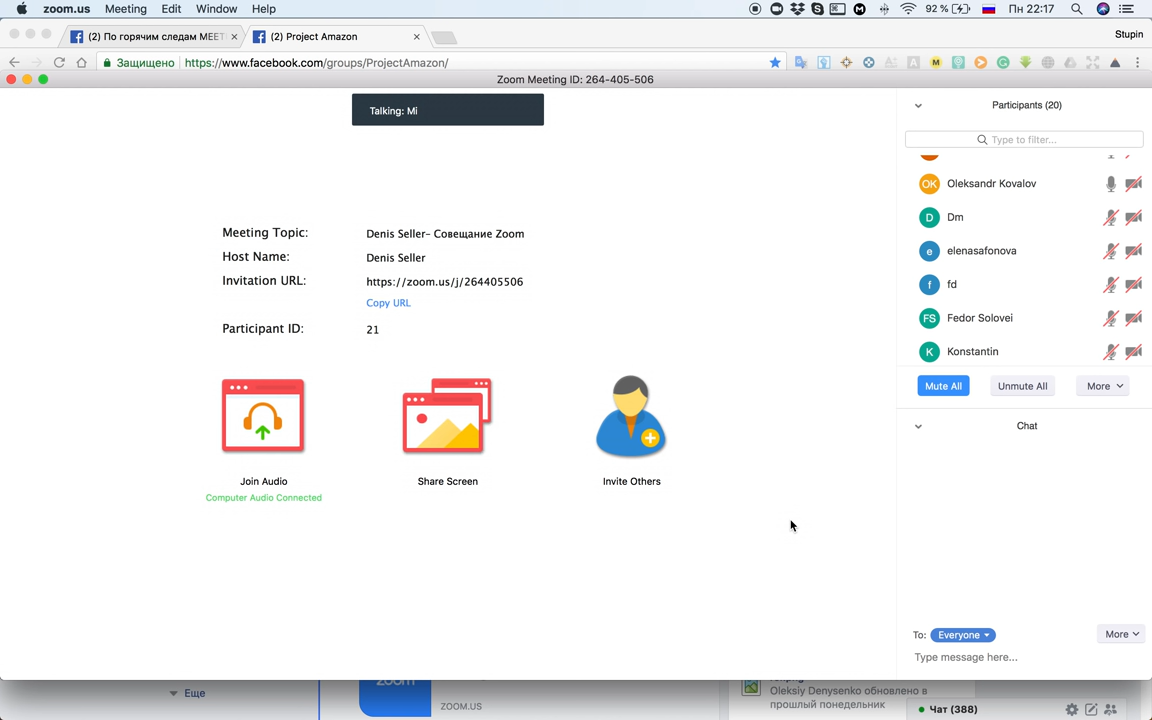 zoom.us Meeting Edit Window Help 92 % Пн 22:17
(2) По горячим следам MEET (2) Project Amazon Stupin
Защищено https://www.facebook.com/groups/ProjectAmazon/
Zoom Meeting ID: 264-405-506
Talking: Mi
Meeting Topic: Denis Seller- Совещание Zoom
Host Name: Denis Seller
Invitation URL: https://zoom.us/j/264405506
Copy URL
Participant ID: 21
Join Audio
Computer Audio Connected
Share Screen
Invite Others
Participants (20)
Type to filter...
OK Oleksandr Kovalov
D Dm
e elenasafonova
f fd
FS Fedor Solovei
K Konstantin
Mute All Unmute All More
Chat
To: Everyone More
Type message here...
Еще
zoom
ZOOM.US
Oleksiy Denysenko обновлено в
прошлый понедельник
Чат (388)